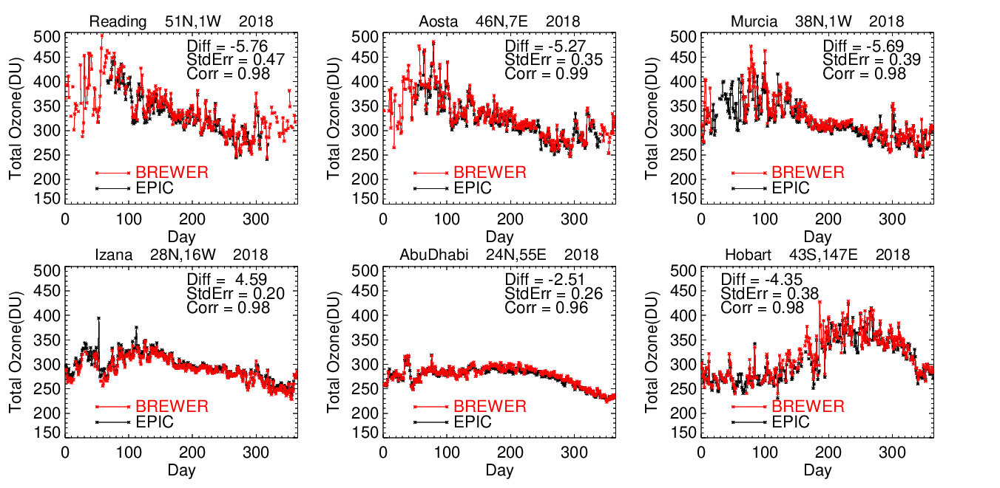 Reading 51N,1W 2018
Diff = -5.76
StdErr = 0.47
Corr = 0.98
500
450
400
350
300
250
200
150
Total Ozone(DU)
BREWER
EPIC
0 100 200 300
Day
Aosta 46N,7E 2018
Diff = -5.27
StdErr = 0.35
Corr = 0.99
500
450
400
350
300
250
200
150
Total Ozone(DU)
BREWER
EPIC
0 100 200 300
Day
Murcia 38N,1W 2018
Diff = -5.69
StdErr = 0.39
Corr = 0.98
500
450
400
350
300
250
200
150
Total Ozone(DU)
BREWER
EPIC
0 100 200 300
Day
Izana 28N,16W 2018
Diff = 4.59
StdErr = 0.20
Corr = 0.98
500
450
400
350
300
250
200
150
Total Ozone(DU)
BREWER
EPIC
0 100 200 300
Day
AbuDhabi 24N,55E 2018
Diff = -2.51
StdErr = 0.26
Corr = 0.96
500
450
400
350
300
250
200
150
Total Ozone(DU)
BREWER
EPIC
0 100 200 300
Day
Hobart 43S,147E 2018
Diff = -4.35
StdErr = 0.38
Corr = 0.98
500
450
400
350
300
250
200
150
Total Ozone(DU)
BREWER
EPIC
0 100 200 300
Day